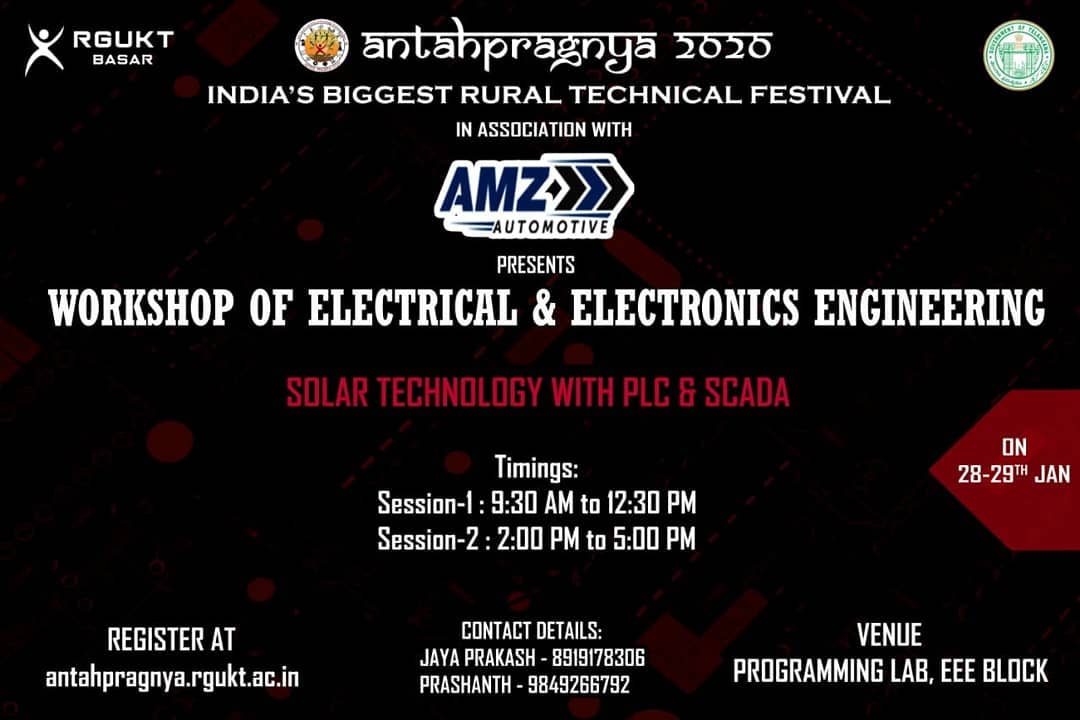 RGUKT
BASAR
antahpragnya 2020
INDIA'S BIGGEST RURAL TECHNICAL FESTIVAL
IN ASSOCIATION WITH
AMZ
AUTOMOTIVE
PRESENTS
WORKSHOP OF ELECTRICAL & ELECTRONICS ENGINEERING
SOLAR TECHNOLOGY WITH PLC & SCADA
ON
28-29TH JAN
Timings:
Session-1 : 9:30 AM to 12:30 PM
Session-2 : 2:00 PM to 5:00 PM
REGISTER AT
antahpragnya.rgukt.ac.in
CONTACT DETAILS:
JAYA PRAKASH - 8919178306
PRASHANTH - 9849266792
VENUE
PROGRAMMING LAB, EEE BLOCK